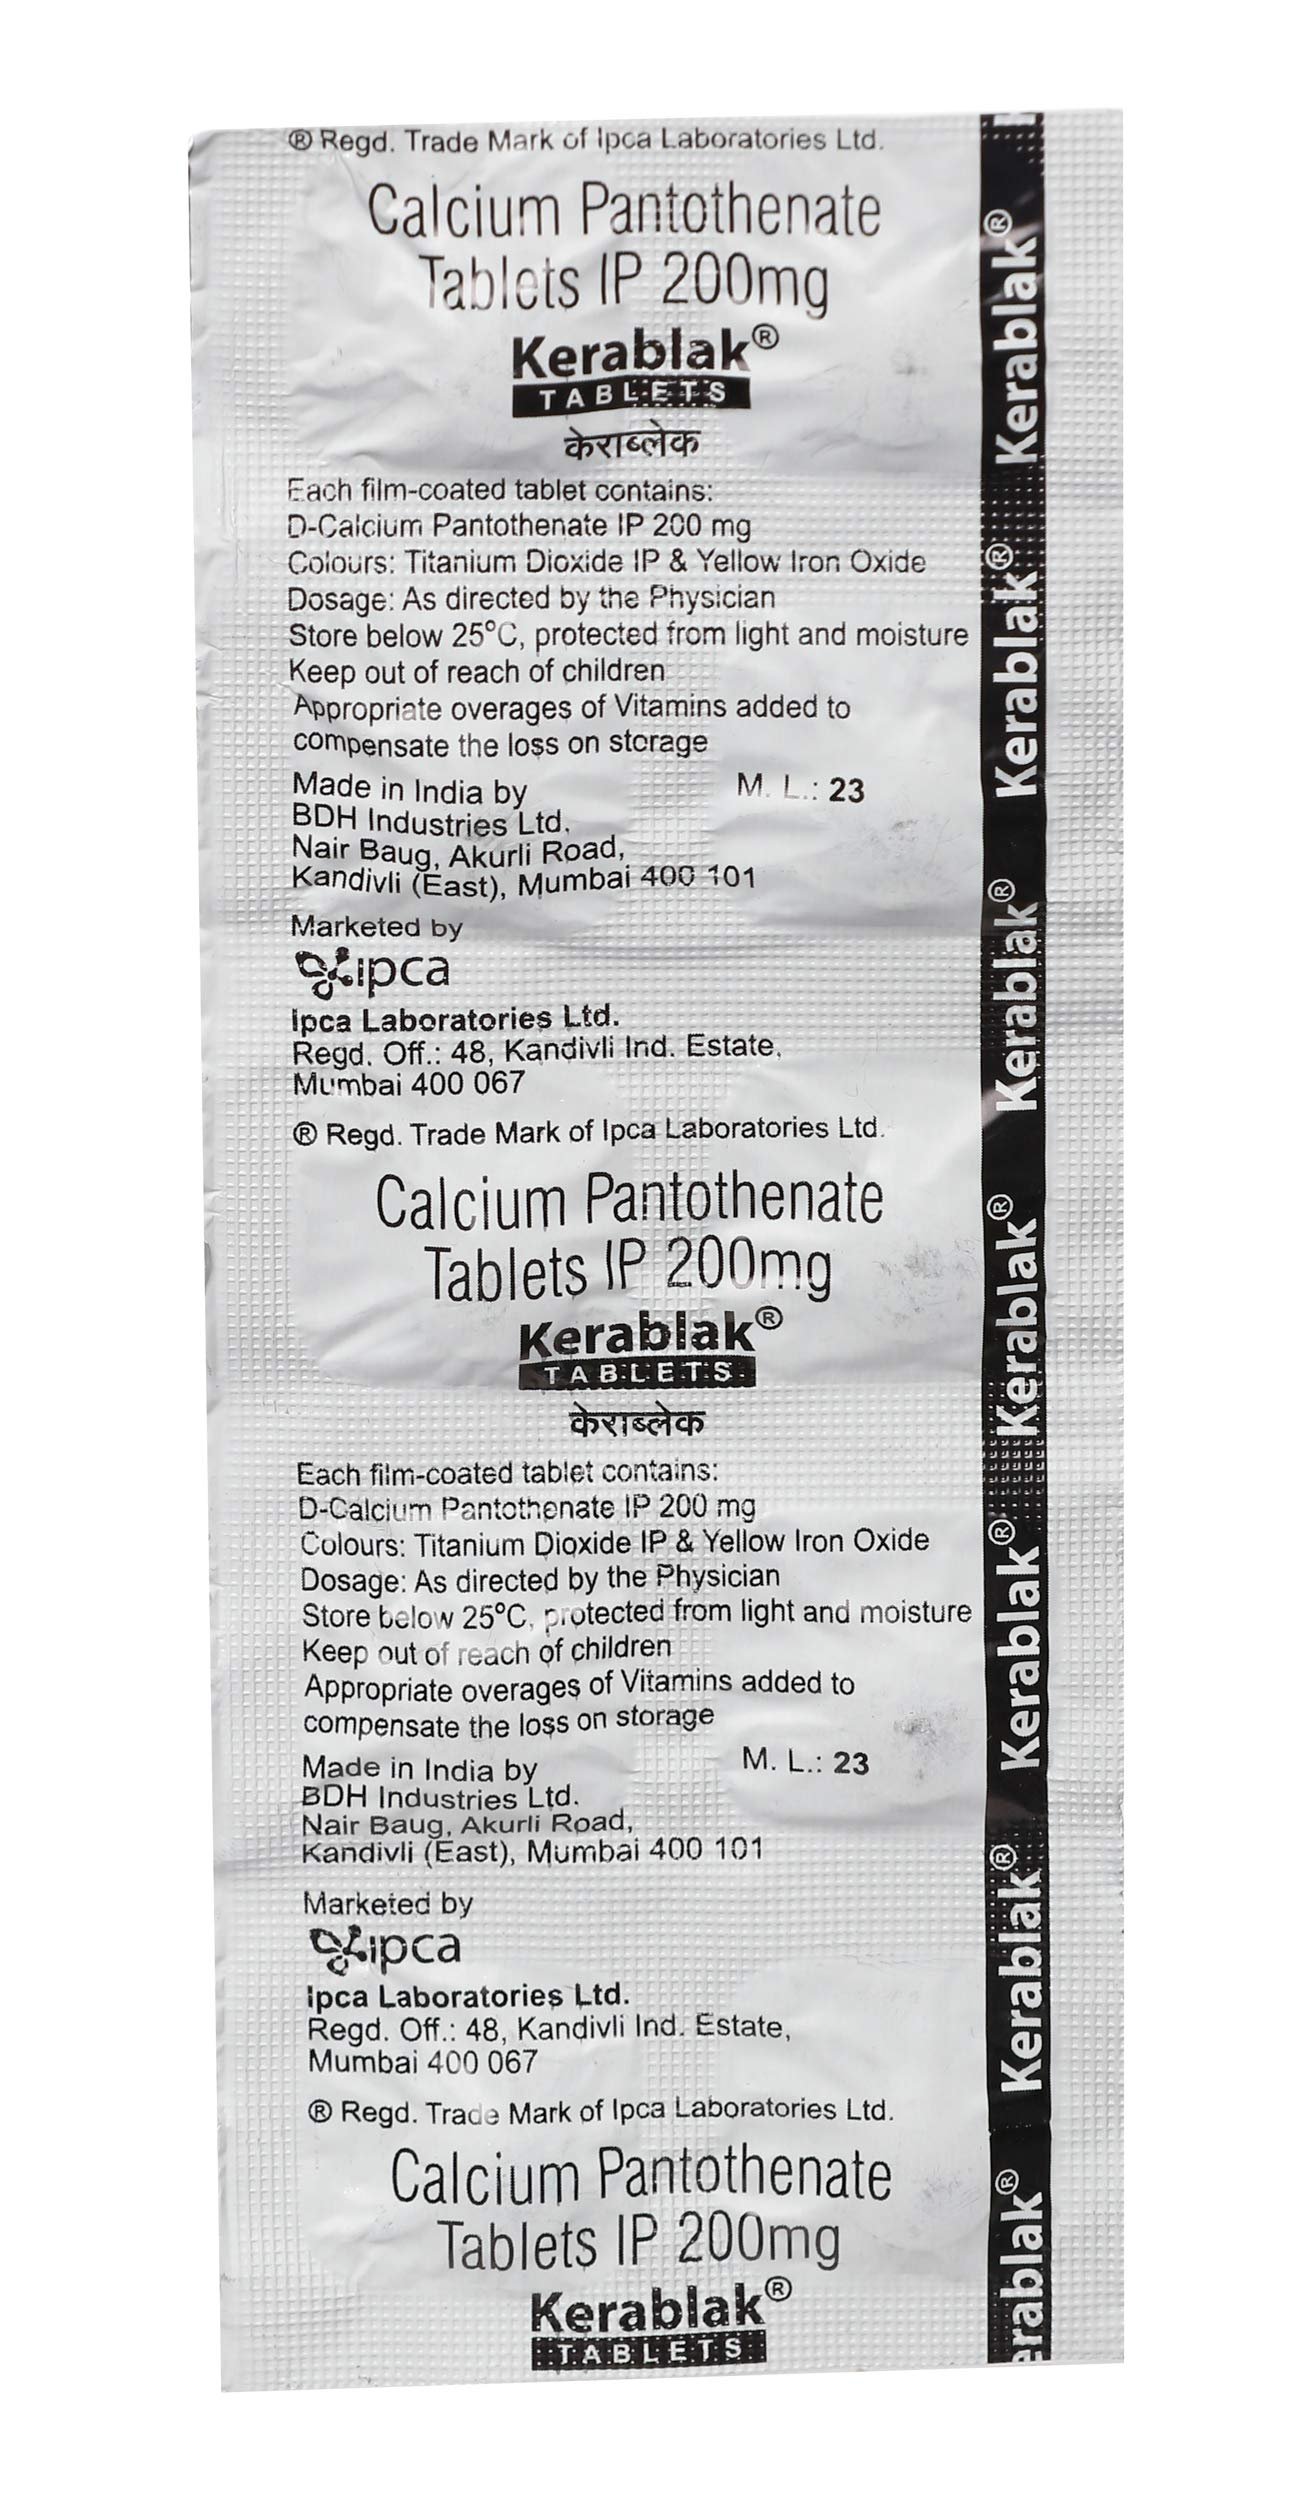 ® Regd. Trade Mark of Ipca Laboratories Ltd.
Calcium Pantothenate
Tablets IP 200mg
Kerablak®
TABLETS
केराब्लेक
Each film-coated tablet contains:
D-Calcium Pantothenate IP 200 mg
Colours: Titanium Dioxide IP & Yellow Iron Oxide
Dosage: As directed by the Physician
Store below 25°C, protected from light and moisture
Keep out of reach of children
Appropriate overages of Vitamins added to
compensate the loss on storage
Made in India by M. L.: 23
BDH Industries Ltd.
Nair Baug, Akurli Road,
Kandivli (East), Mumbai 400 101
Marketed by
ipca
Ipca Laboratories Ltd.
Regd. Off.: 48, Kandivli Ind. Estate,
Mumbai 400 067
® Regd. Trade Mark of Ipca Laboratories Ltd.
Calcium Pantothenate
Tablets IP 200mg
Kerablak®
TABLETS
केराब्लेक
Each film-coated tablet contains:
D-Calcium Pantothenate IP 200 mg
Colours: Titanium Dioxide IP & Yellow Iron Oxide
Dosage: As directed by the Physician
Store below 25°C, protected from light and moisture
Keep out of reach of children
Appropriate overages of Vitamins added to
compensate the loss on storage
Made in India by M. L.: 23
BDH Industries Ltd.
Nair Baug, Akurli Road,
Kandivli (East), Mumbai 400 101
Marketed by
ipca
Ipca Laboratories Ltd.
Regd. Off.: 48, Kandivli Ind. Estate,
Mumbai 400 067
® Regd. Trade Mark of Ipca Laboratories Ltd.
Calcium Pantothenate
Tablets IP 200mg
Kerablak®
TABLETS
Kerablak®
Kerablak®
Kerablak®
Kerablak®
Kerablak®
Kerablak®
erablak®